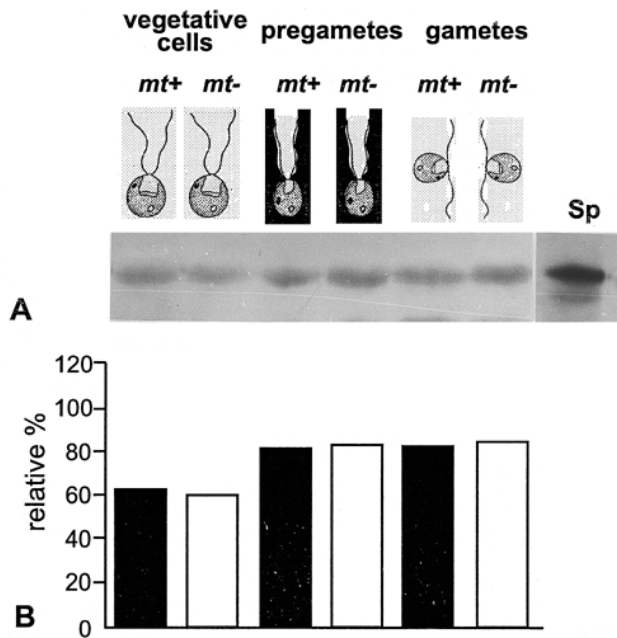 vegetative cells pregametes gametes
mt+ mt- mt+ mt- mt+ mt-
Sp
A
120
100
80
60
40
20
0
relative %
B